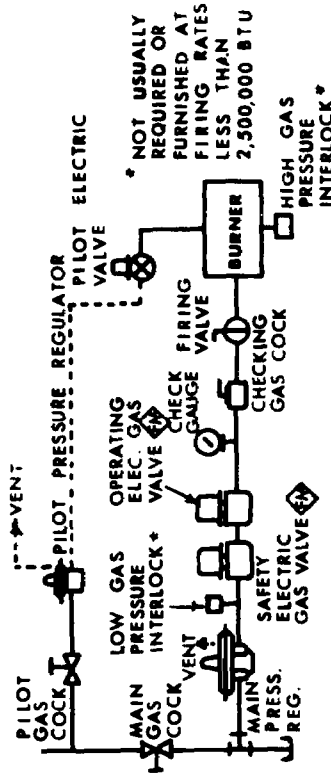 PILOT
GAS
COCK
VENT
PILOT PRESSURE REGULATOR
PILOT ELECTRIC
VALVE
* NOT USUALLY
REQUIRED OR
FURNISHED AT
FIRING RATES
LESS THAN
2,500,000 BTU
MAIN
GAS
COCK
LOW GAS
PRESSURE
INTERLOCK*
VENT
OPERATING
ELEC. GAS
VALVE FM
CHECK
GAUGE
FIRING
VALVE
BURNER
MAIN
PRESS.
REG.
SAFETY
ELECTRIC
GAS VALVE FM
CHECKING
GAS COCK
HIGH GAS
PRESSURE
INTERLOCK*